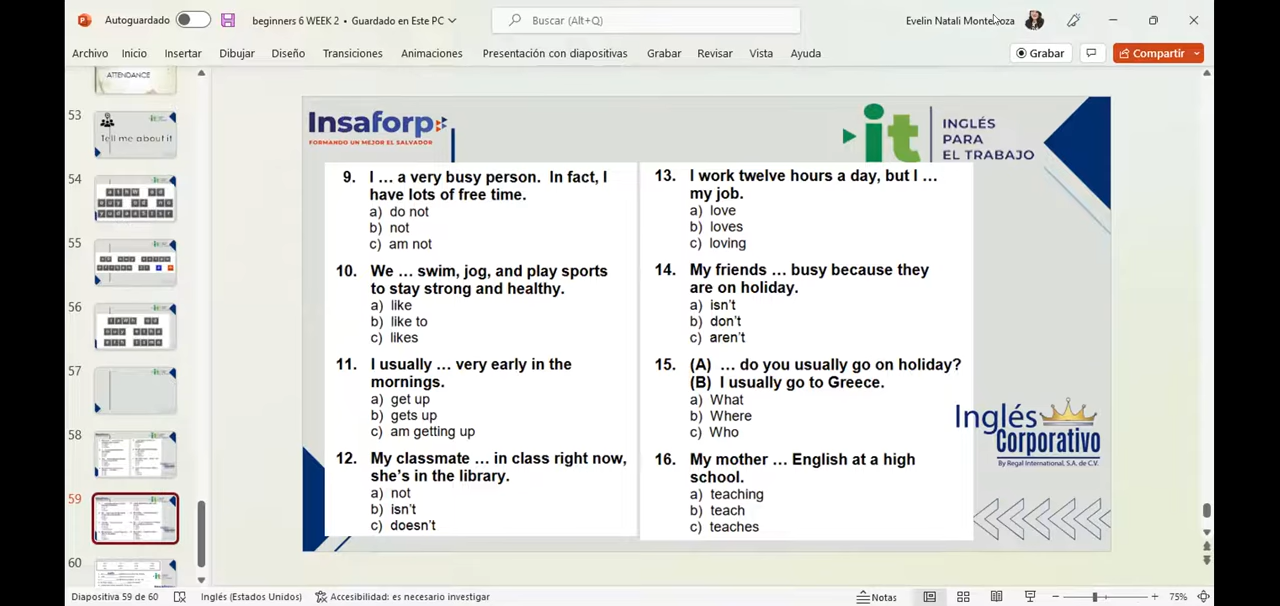 Autoguardado
beginners 6 WEEK 2 • Guardado en Este PC
Buscar (Alt+Q)
Evelin Natali
Archivo Inicio Insertar Dibujar Diseño Transiciones Animaciones Presentación con diapositivas Grabar Revisar Vista Ayuda
Grabar
Compartir
ATTENDANCE
53
Tell me about it
54
55
56
57
58
59
60
Insaforp
FORMANDO UN MEJOR EL SALVADOR
it
INGLÉS
PARA
EL TRABAJO
9. I … a very busy person. In fact, I
have lots of free time.
a) do not
b) not
c) am not
10. We … swim, jog, and play sports
to stay strong and healthy.
a) like
b) like to
c) likes
11. I usually … very early in the
mornings.
a) get up
b) gets up
c) am getting up
12. My classmate … in class right now,
she's in the library.
a) not
b) isn't
c) doesn't
13. I work twelve hours a day, but I …
my job.
a) love
b) loves
c) loving
14. My friends … busy because they
are on holiday.
a) isn't
b) don't
c) aren't
15. (A) … do you usually go on holiday?
(B) I usually go to Greece.
a) What
b) Where
c) Who
16. My mother … English at a high
school.
a) teaching
b) teach
c) teaches
Inglés
Corporativo
By Regal International, S.A. de C.V.
Diapositiva 59 de 60
Inglés (Estados Unidos)
Accesibilidad: es necesario investigar
Notas
75%